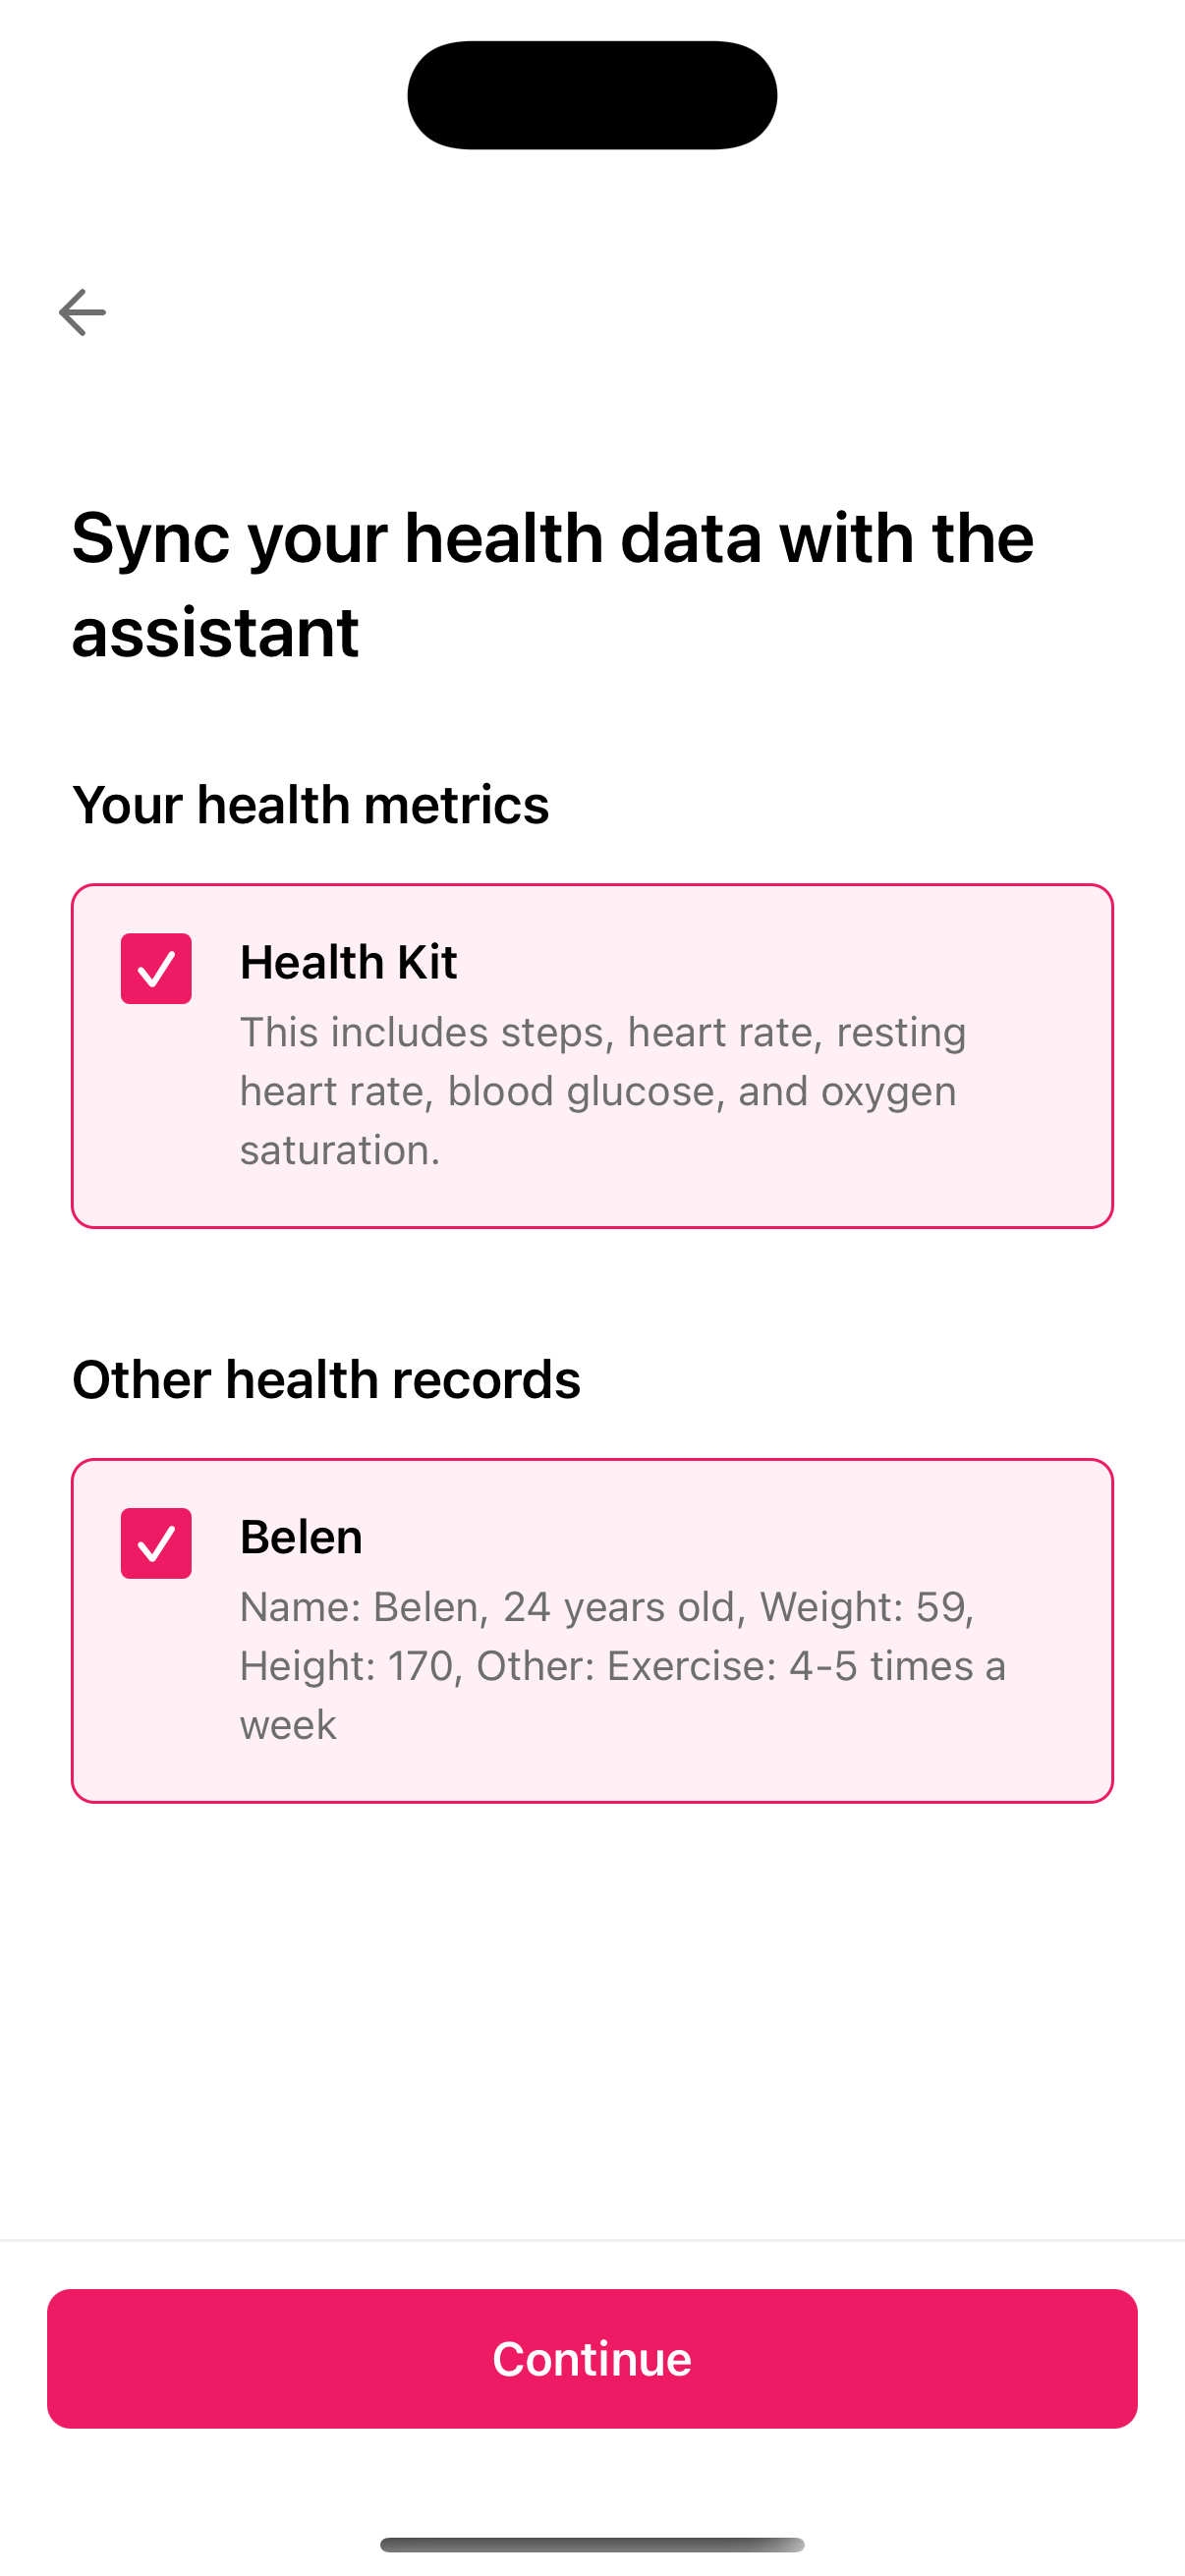 Sync your health data with the
assistant
Your health metrics
Health Kit
This includes steps, heart rate, resting
heart rate, blood glucose, and oxygen
saturation.
Other health records
Belen
Name: Belen, 24 years old, Weight: 59,
Height: 170, Other: Exercise: 4-5 times a
week
Continue